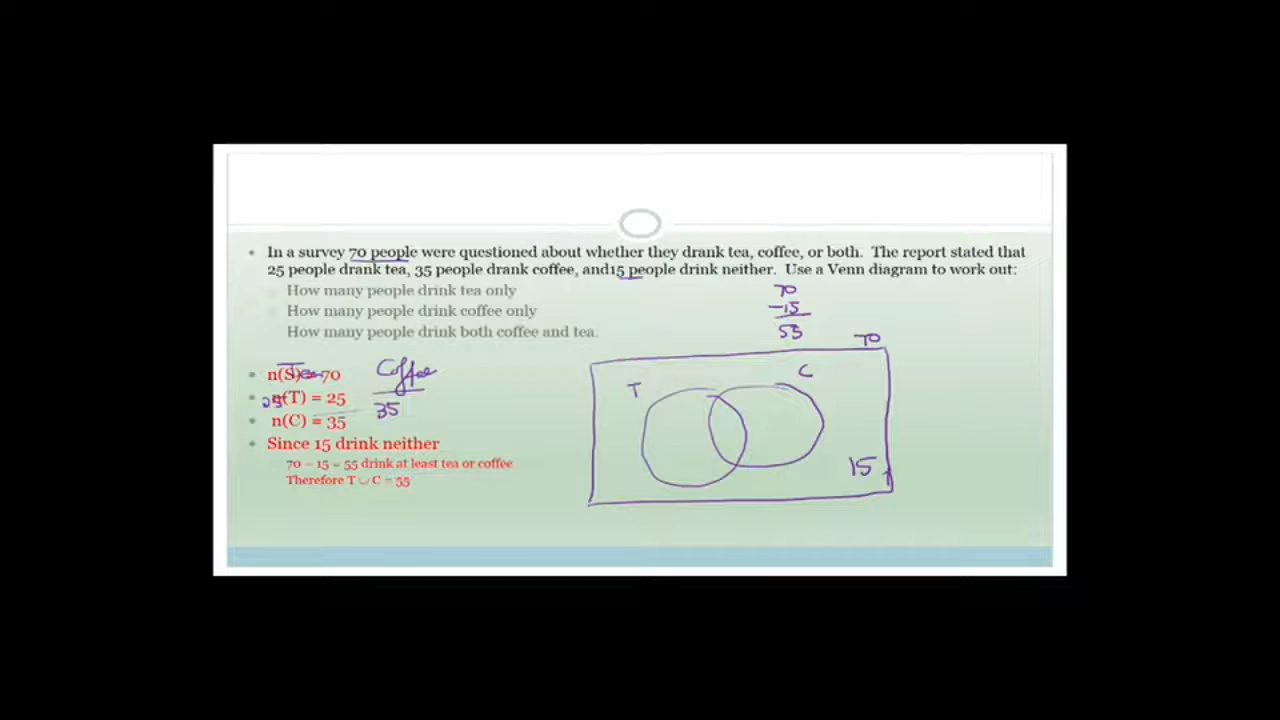 In a survey 70 people were questioned about whether they drank tea, coffee, or both. The report stated that
25 people drank tea, 35 people drank coffee, and15 people drink neither. Use a Venn diagram to work out:
How many people drink tea only
How many people drink coffee only
How many people drink both coffee and tea.
70
-15
55
70
n(S) = 70
Tea
Coffee
n(T) = 25
25
35
n(C) = 35
Since 15 drink neither
70 – 15 = 55 drink at least tea or coffee
Therefore T ∪ C = 55
T
C
15